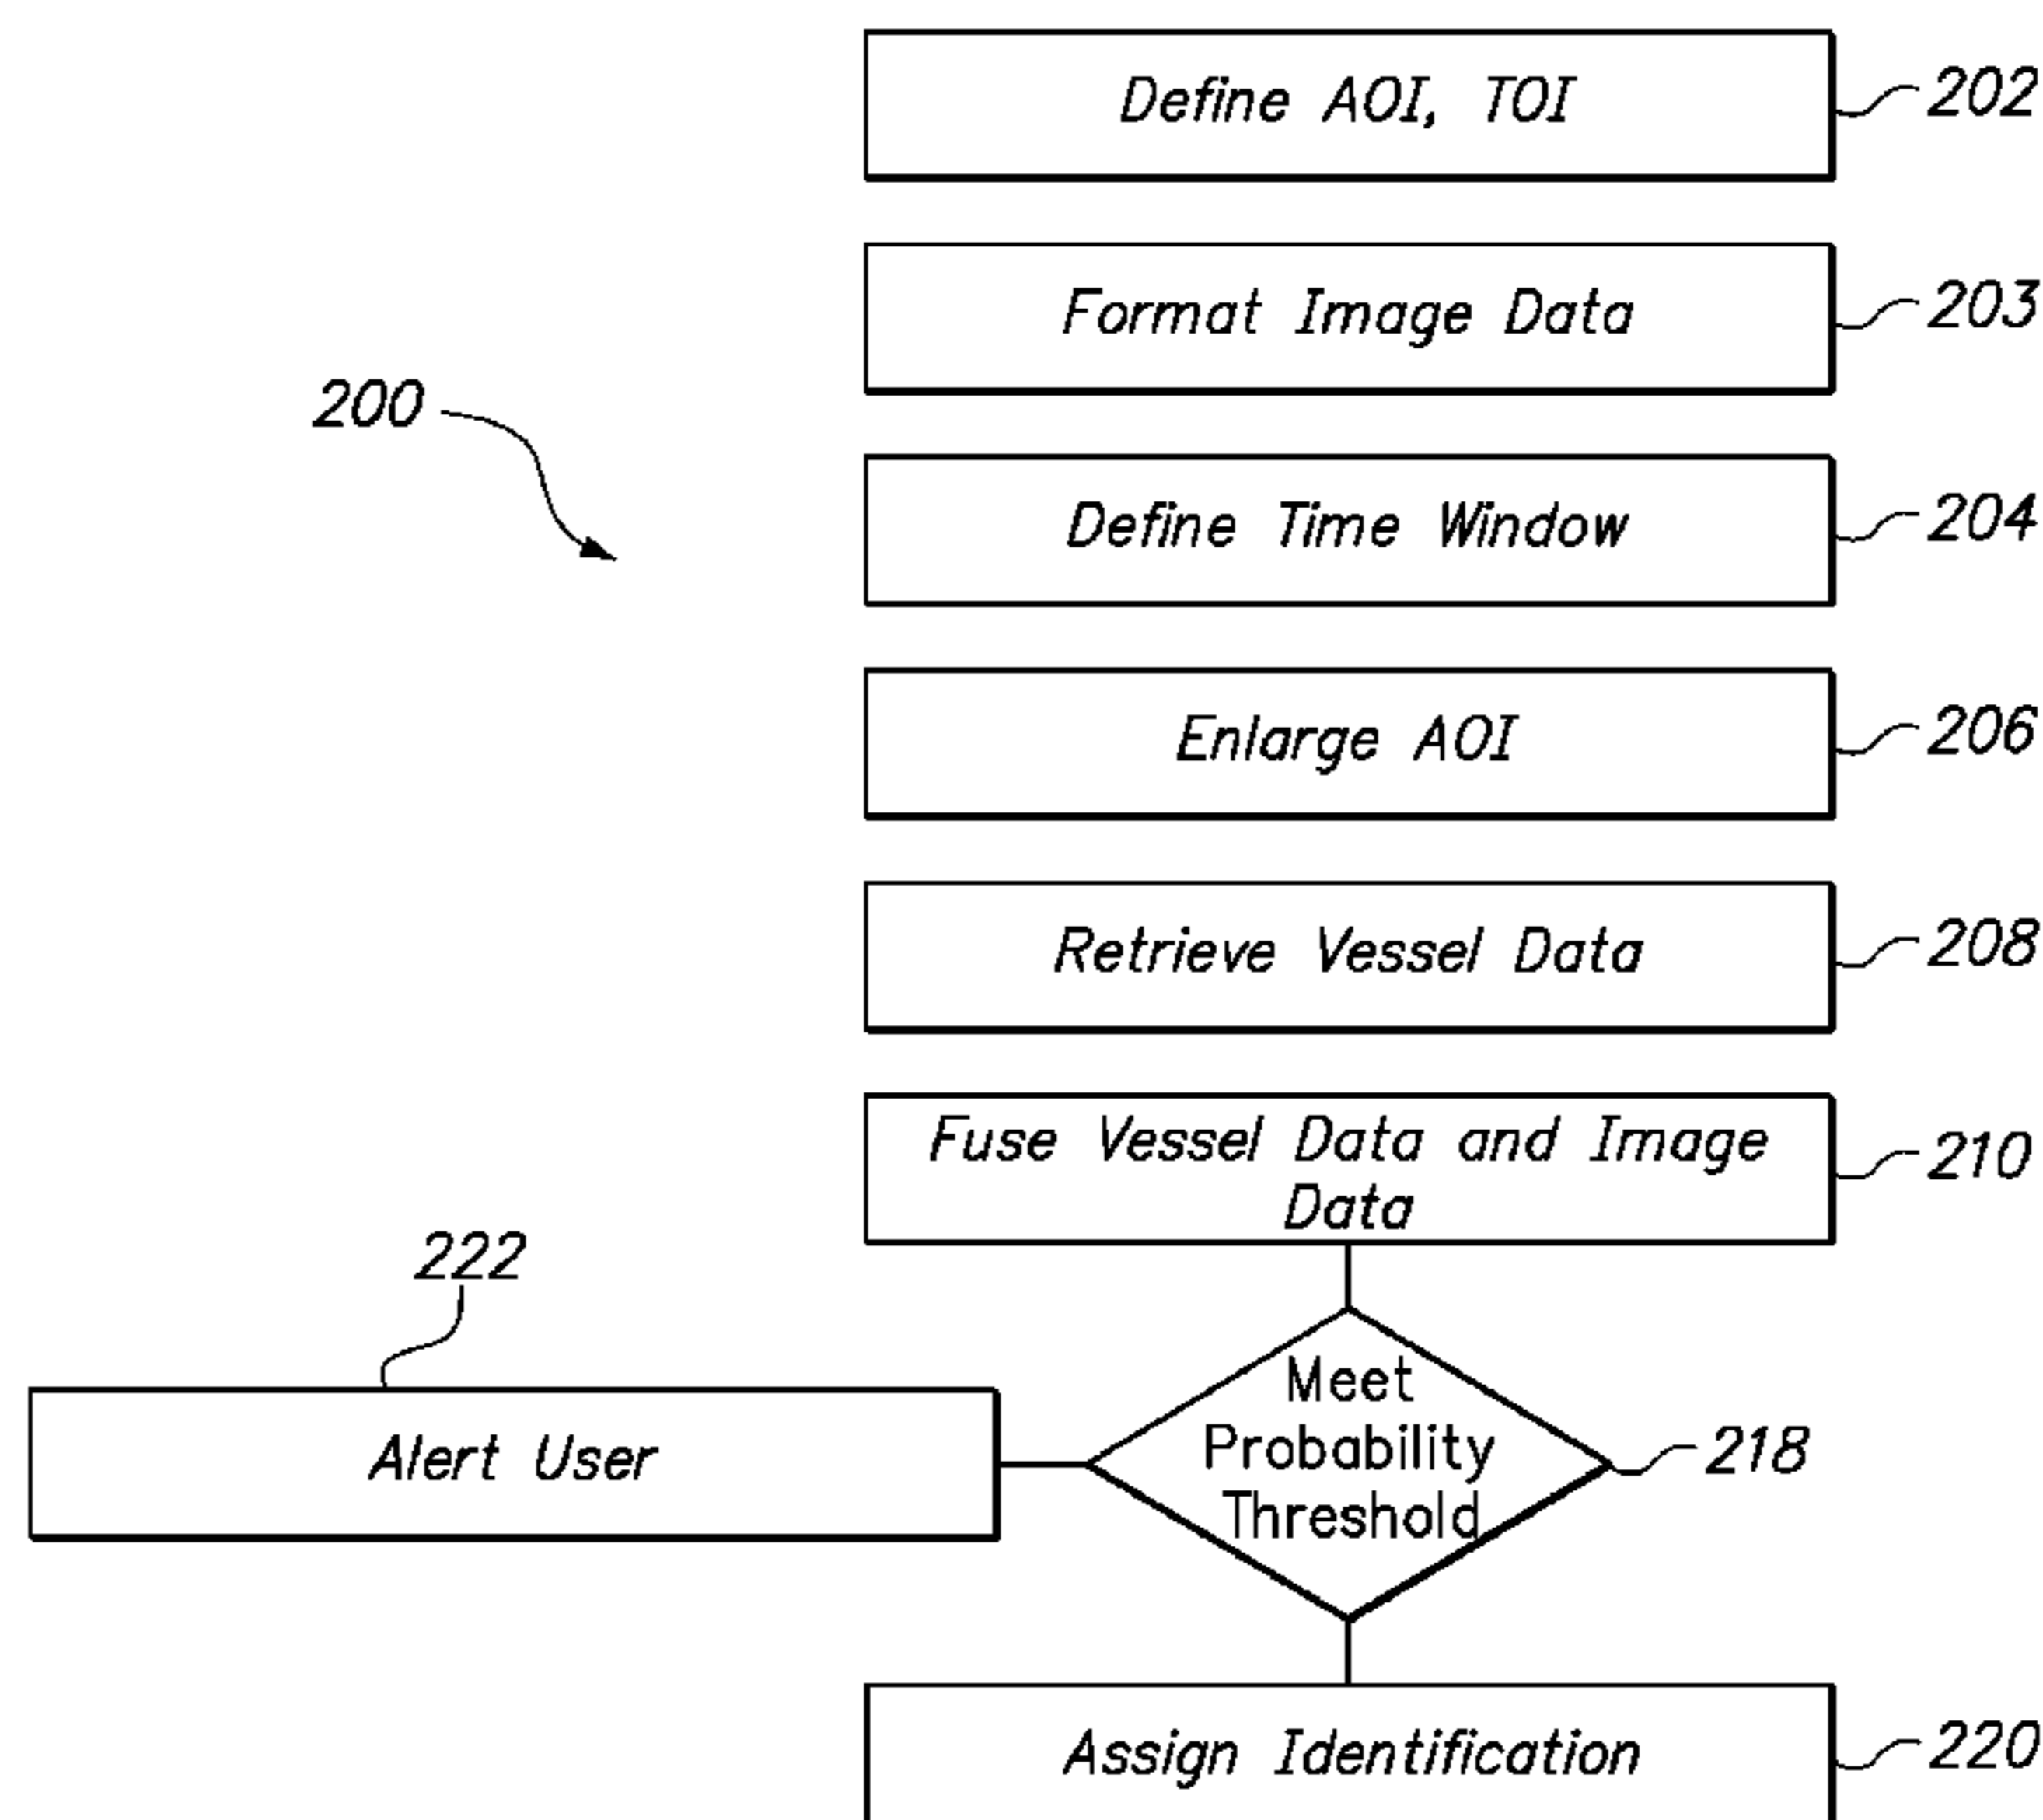 Define AOI, TOI
202
Format Image Data
203
200
Define Time Window
204
Enlarge AOI
206
Retrieve Vessel Data
208
Fuse Vessel Data and Image
Data
210
222
Alert User
Meet
Probability
Threshold
218
Assign Identification
220